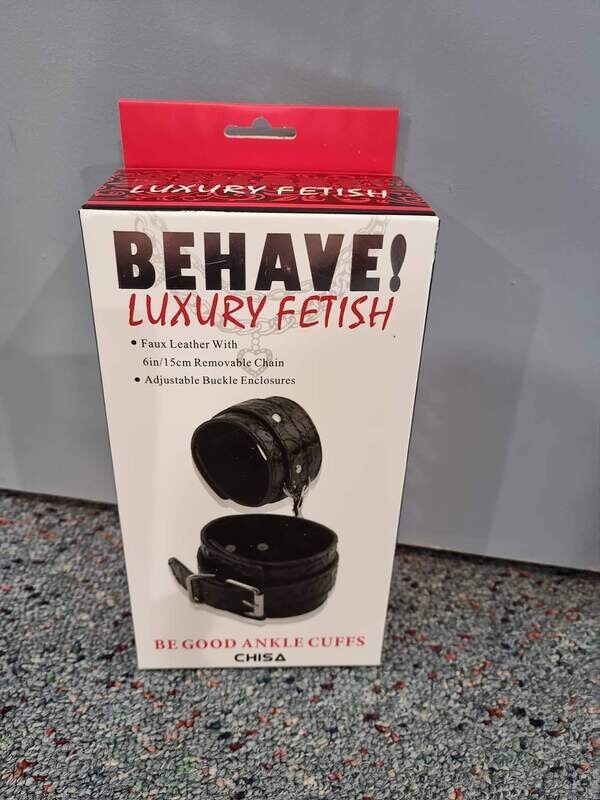 LUXURY FETISH
BEHAVE!
LUXURY FETISH
• Faux Leather With
6in/15cm Removable Chain
• Adjustable Buckle Enclosures
BE GOOD ANKLE CUFFS
CHISA